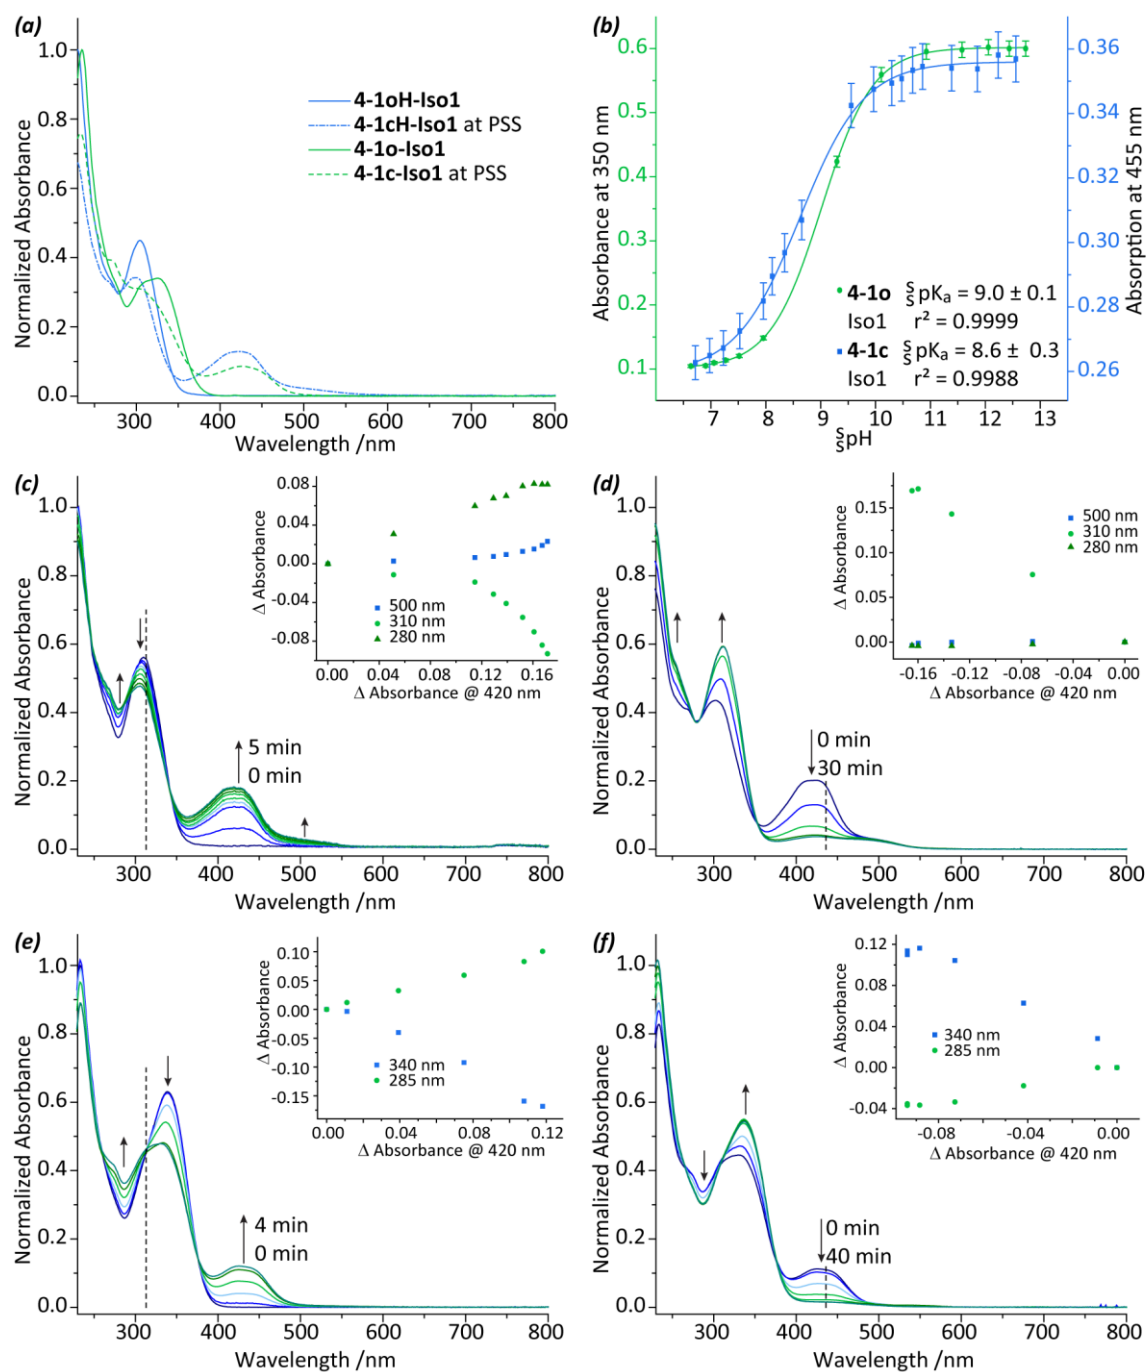 (a)
1.0
0.8
0.6
0.4
0.2
0.0
Normalized Absorbance
4-1oH-Iso1
4-1cH-Iso1 at PSS
4-1o-Iso1
4-1c-Iso1 at PSS
300 400 500 600 700 800
Wavelength /nm
(b)
0.6
0.5
0.4
0.3
0.2
0.1
Absorbance at 350 nm
0.36
0.34
0.32
0.30
0.28
0.26
Absorption at 455 nm
4-1o §§pKa = 9.0 ± 0.1
Iso1 r² = 0.9999
4-1c §§pKa = 8.6 ± 0.3
Iso1 r² = 0.9988
7 8 9 10 11 12 13
§§pH
(c)
1.0
0.8
0.6
0.4
0.2
0.0
Normalized Absorbance
0.08
0.00
-0.08
Δ Absorbance
500 nm
310 nm
280 nm
0.00 0.04 0.08 0.12 0.16
Δ Absorbance @ 420 nm
5 min
0 min
300 400 500 600 700 800
Wavelength /nm
(d)
1.0
0.8
0.6
0.4
0.2
0.0
Normalized Absorbance
0.15
0.10
0.05
0.00
Δ Absorbance
500 nm
310 nm
280 nm
-0.16 -0.12 -0.08 -0.04 0.00
Δ Absorbance @ 420 nm
0 min
30 min
300 400 500 600 700 800
Wavelength /nm
(e)
1.0
0.8
0.6
0.4
0.2
0.0
Normalized Absorbance
0.10
0.05
0.00
-0.05
-0.10
-0.15
Δ Absorbance
340 nm
285 nm
0.00 0.04 0.08 0.12
Δ Absorbance @ 420 nm
4 min
0 min
300 400 500 600 700 800
Wavelength /nm
(f)
1.0
0.8
0.6
0.4
0.2
0.0
Normalized Absorbance
0.12
0.08
0.04
0.00
-0.04
Δ Absorbance
340 nm
285 nm
-0.08 -0.04 0.00
Δ Absorbance @ 420 nm
0 min
40 min
300 400 500 600 700 800
Wavelength /nm